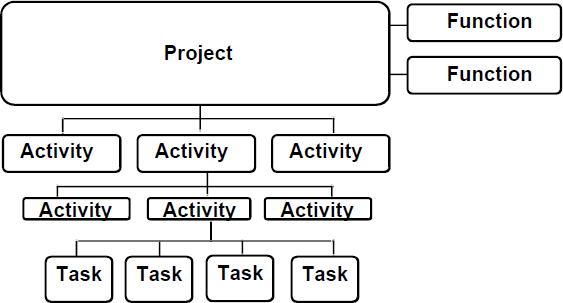 Function
Project
Function
Activity Activity Activity
Activity Activity Activity
Task Task Task Task